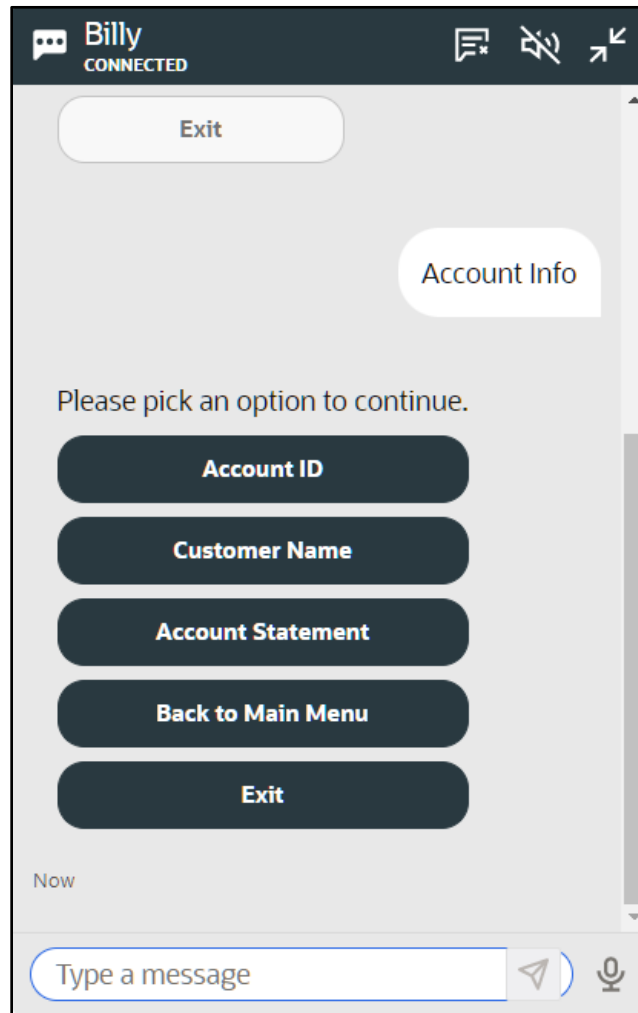 Billy
CONNECTED
Exit
Account Info
Please pick an option to continue.
Account ID
Customer Name
Account Statement
Back to Main Menu
Exit
Now
Type a message